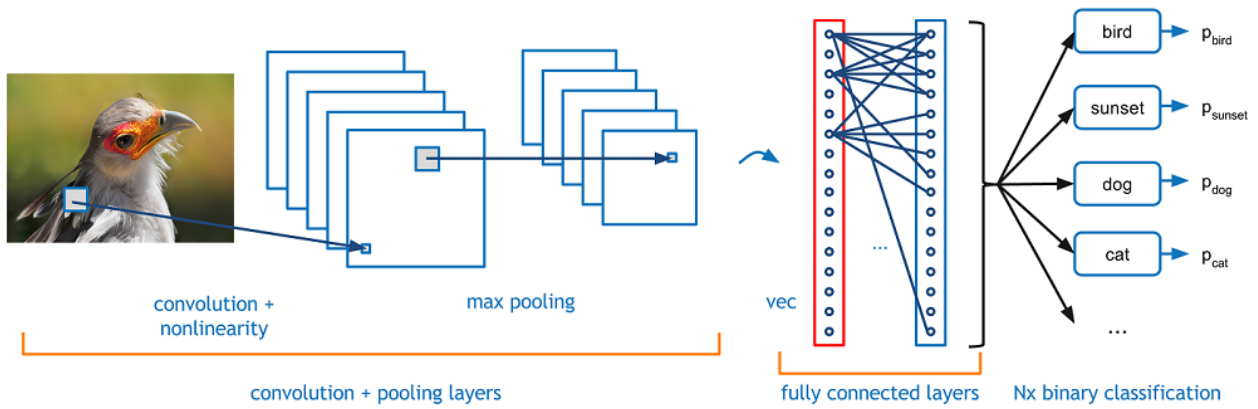 bird
p_bird
sunset
p_sunset
dog
p_dog
cat
p_cat
...
...
convolution +
nonlinearity
max pooling
vec
convolution + pooling layers
fully connected layers
Nx binary classification